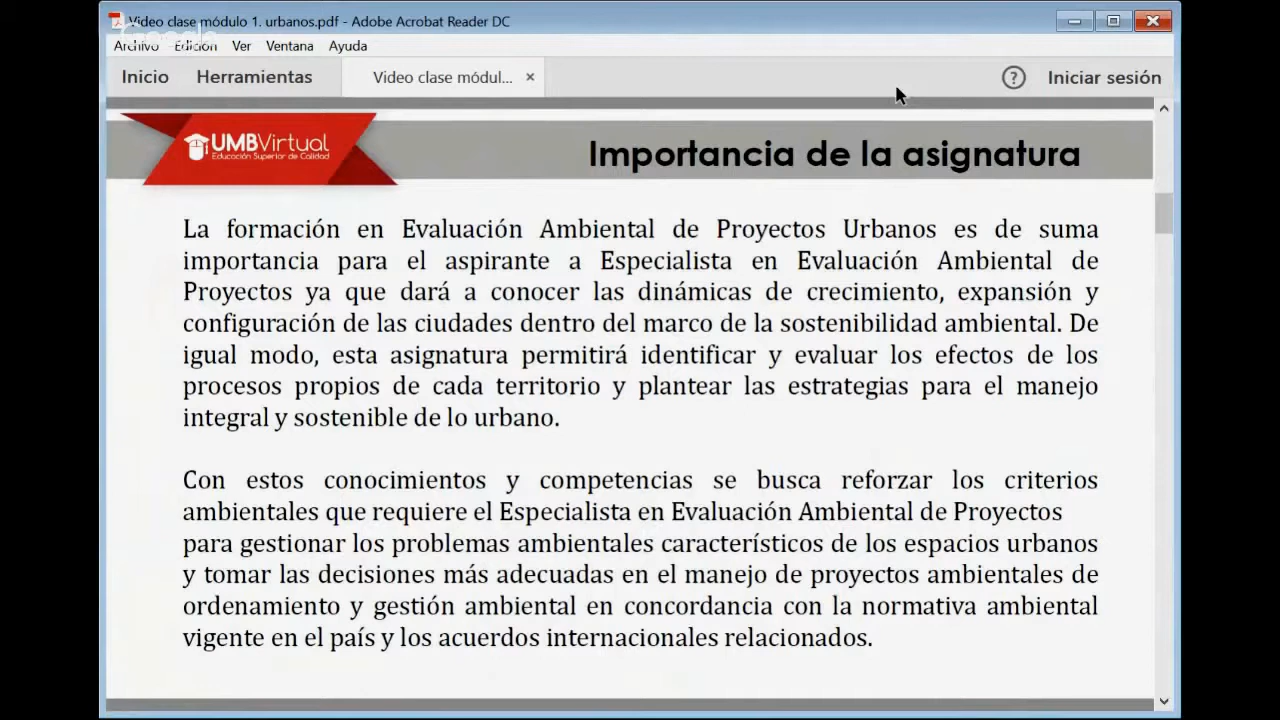 Video clase módulo 1. urbanos.pdf - Adobe Acrobat Reader DC
Google
Archivo Edición Ver Ventana Ayuda
Inicio Herramientas Video clase módul... × ? Iniciar sesión
UMBVirtual
Educación Superior de Calidad
Importancia de la asignatura
La formación en Evaluación Ambiental de Proyectos Urbanos es de suma
importancia para el aspirante a Especialista en Evaluación Ambiental de
Proyectos ya que dará a conocer las dinámicas de crecimiento, expansión y
configuración de las ciudades dentro del marco de la sostenibilidad ambiental. De
igual modo, esta asignatura permitirá identificar y evaluar los efectos de los
procesos propios de cada territorio y plantear las estrategias para el manejo
integral y sostenible de lo urbano.
Con estos conocimientos y competencias se busca reforzar los criterios
ambientales que requiere el Especialista en Evaluación Ambiental de Proyectos
para gestionar los problemas ambientales característicos de los espacios urbanos
y tomar las decisiones más adecuadas en el manejo de proyectos ambientales de
ordenamiento y gestión ambiental en concordancia con la normativa ambiental
vigente en el país y los acuerdos internacionales relacionados.